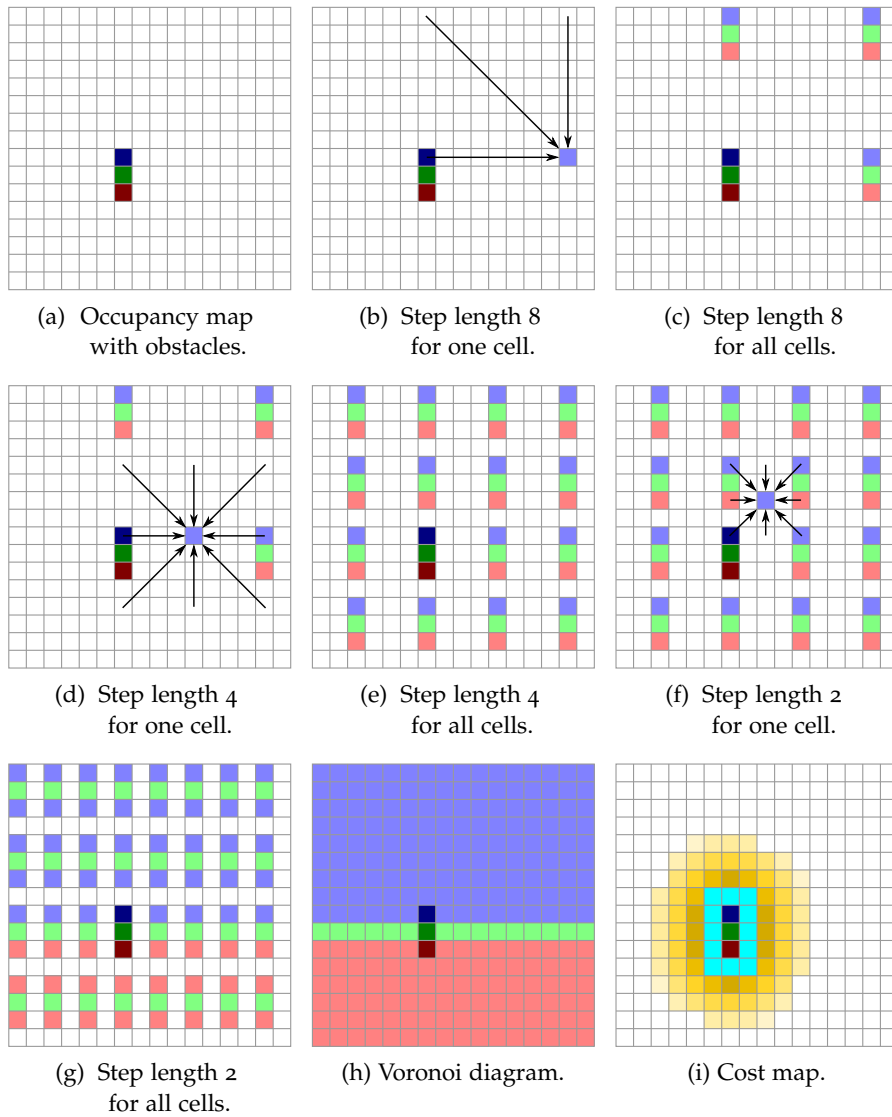 (a) Occupancy map
with obstacles.
(b) Step length 8
for one cell.
(c) Step length 8
for all cells.
(d) Step length 4
for one cell.
(e) Step length 4
for all cells.
(f) Step length 2
for one cell.
(g) Step length 2
for all cells.
(h) Voronoi diagram.
(i) Cost map.